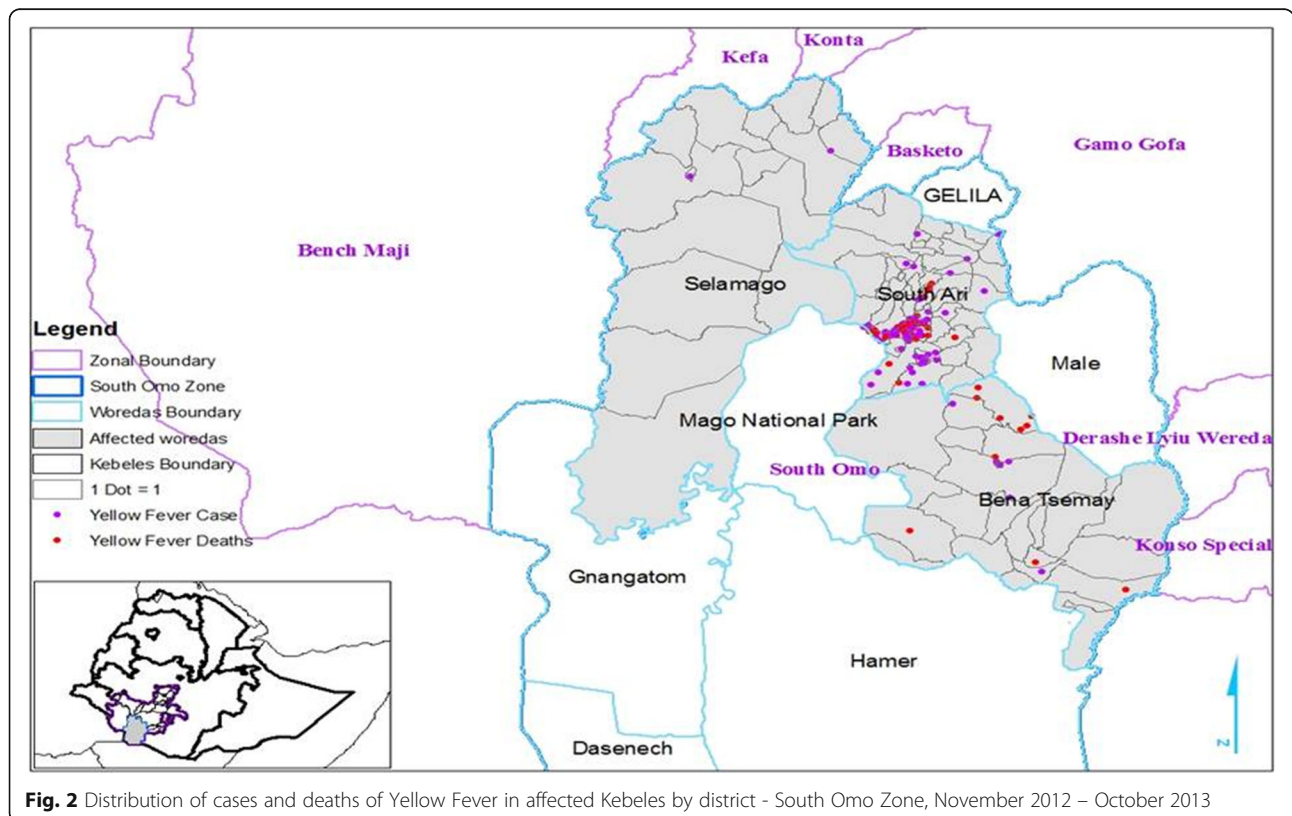 Konta
Kefa
Basketo
Gamo Gofa
GELILA
Bench Maji
Selamago
South Ari
Legend
Zonal Boundary
South Omo Zone
Woredas Boundary
Affected woredas
Kebeles Boundary
1 Dot = 1
Yellow Fever Case
Yellow Fever Deaths
Male
Mago National Park
Derashe Lyiu Wereda
South Omo
Bena Tsemay
Konso Special
Gnangatom
Hamer
Dasenech
N
Fig. 2 Distribution of cases and deaths of Yellow Fever in affected Kebeles by district - South Omo Zone, November 2012 – October 2013